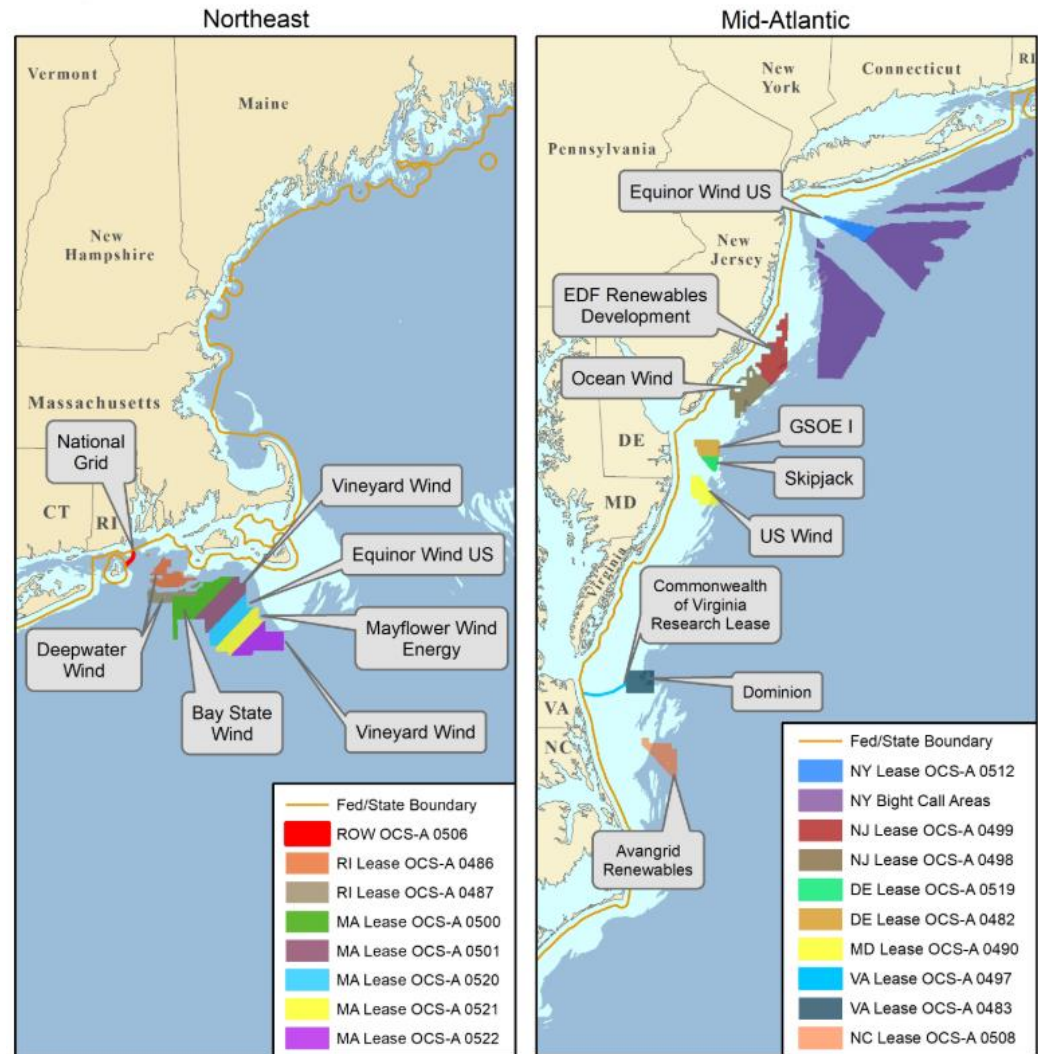 Northeast
Vermont
Maine
New
Hampshire
Massachusetts
National
Grid
CT
RI
Vineyard Wind
Equinor Wind US
Mayflower Wind
Energy
Deepwater
Wind
Bay State
Wind
Vineyard Wind
Fed/State Boundary
ROW OCS-A 0506
RI Lease OCS-A 0486
RI Lease OCS-A 0487
MA Lease OCS-A 0500
MA Lease OCS-A 0501
MA Lease OCS-A 0520
MA Lease OCS-A 0521
MA Lease OCS-A 0522
Mid-Atlantic
New
York
Connecticut
RI
Pennsylvania
Equinor Wind US
New
Jersey
EDF Renewables
Development
Ocean Wind
DE
GSOE I
Skipjack
MD
US Wind
Virginia
Commonwealth
of Virginia
Research Lease
Dominion
VA
NC
Avangrid
Renewables
Fed/State Boundary
NY Lease OCS-A 0512
NY Bight Call Areas
NJ Lease OCS-A 0499
NJ Lease OCS-A 0498
DE Lease OCS-A 0519
DE Lease OCS-A 0482
MD Lease OCS-A 0490
VA Lease OCS-A 0497
VA Lease OCS-A 0483
NC Lease OCS-A 0508